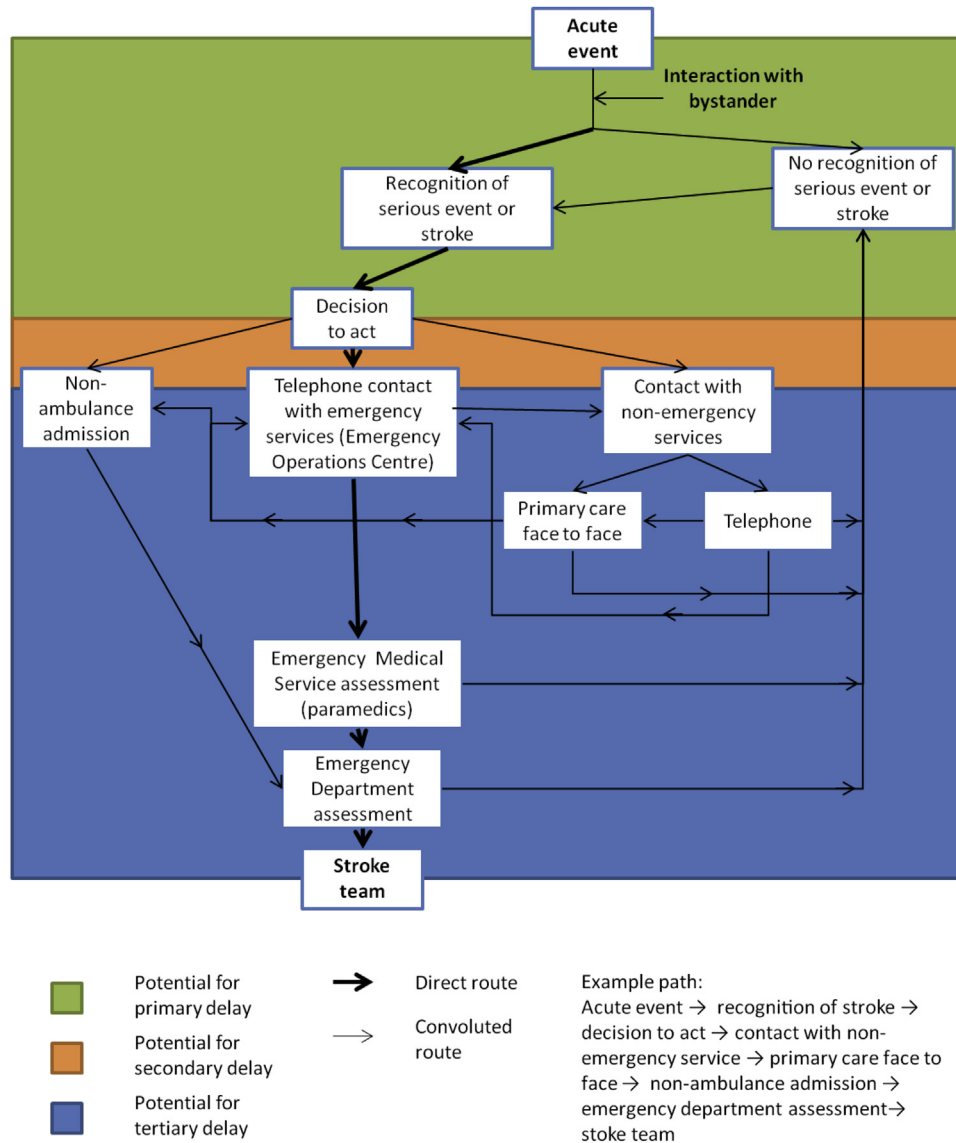 Acute
event
Interaction with
bystander
No recognition of
serious event or
stroke
Recognition of
serious event or
stroke
Decision
to act
Non-
ambulance
admission
Telephone contact
with emergency
services (Emergency
Operations Centre)
Contact with
non-emergency
services
Primary care
face to face
Telephone
Emergency Medical
Service assessment
(paramedics)
Emergency
Department
assessment
Stroke
team
Potential for
primary delay
Potential for
secondary delay
Potential for
tertiary delay
Direct route
Convoluted
route
Example path:
Acute event → recognition of stroke →
decision to act → contact with non-
emergency service → primary care face to
face → non-ambulance admission →
emergency department assessment→
stoke team